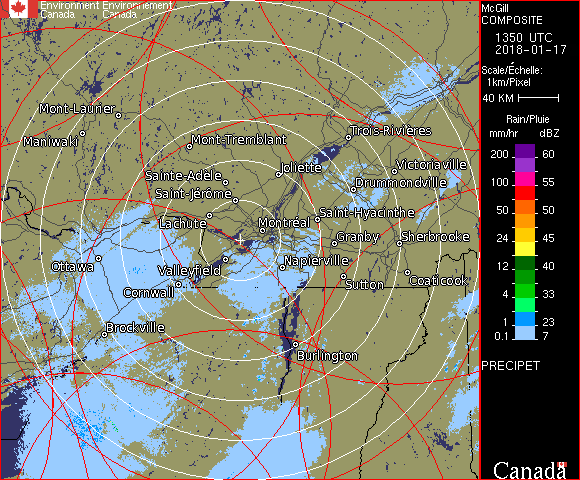 Environment Environnement
Canada Canada
McGill
COMPOSITE
1350 UTC
2018-01-17
Scale/Échelle:
1km/Pixel
40 KM
Rain/Pluie
mm/hr dBZ
200 60
100 55
50 50
24 45
12 40
4 33
1 23
0.1 7
PRECIPET
Canada
Mont-Laurier
Maniwaki
Mont-Tremblant
Trois-Rivières
Joliette
Victoriaville
Sainte-Adèle
Drummondville
Saint-Jérôme
Lachute
Saint-Hyacinthe
Montréal
Granby
Sherbrooke
Ottawa
Valleyfield
Napierville
Cornwall
Sutton
Coaticook
Brockville
Burlington